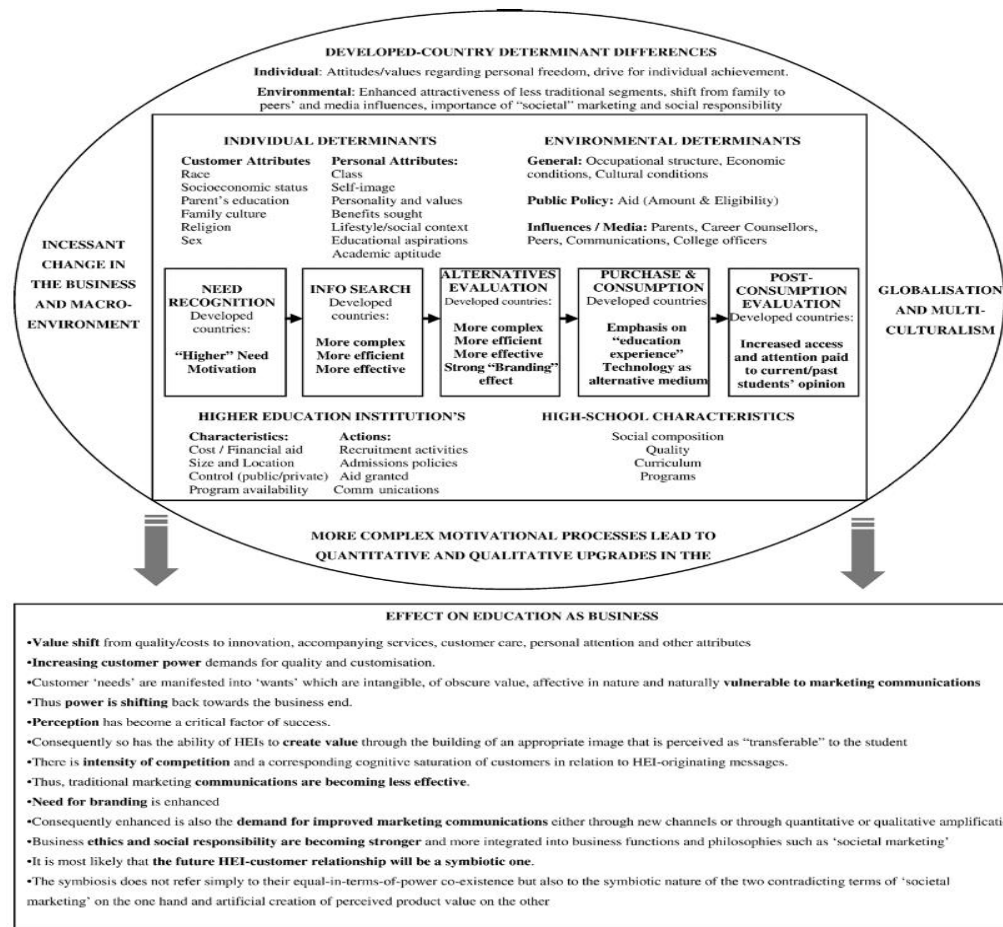 DEVELOPED-COUNTRY DETERMINANT DIFFERENCES
Individual: Attitudes/values regarding personal freedom, drive for individual achievement.
Environmental: Enhanced attractiveness of less traditional segments, shift from family to
peers' and media influences, importance of "societal" marketing and social responsibility
INCESSANT
CHANGE IN
THE BUSINESS
AND MACRO-
ENVIRONMENT
INDIVIDUAL DETERMINANTS
Customer Attributes
Race
Socioeconomic status
Parent's education
Family culture
Religion
Sex
Personal Attributes:
Class
Self-image
Personality and values
Benefits sought
Lifestyle/social context
Educational aspirations
Academic aptitude
ENVIRONMENTAL DETERMINANTS
General: Occupational structure, Economic
conditions, Cultural conditions
Public Policy: Aid (Amount & Eligibility)
Influences / Media: Parents, Career Counsellors,
Peers, Communications, College officers
NEED
RECOGNITION
Developed
countries:
"Higher" Need
Motivation
INFO SEARCH
Developed
countries:
More complex
More efficient
More effective
ALTERNATIVES
EVALUATION
Developed countries:
More complex
More efficient
More effective
Strong "Branding"
effect
PURCHASE &
CONSUMPTION
Developed countries
Emphasis on
"education
experience"
Technology as
alternative medium
POST-
CONSUMPTION
EVALUATION
Developed countries:
Increased access
and attention paid
to current/past
students' opinion
GLOBALISATION
AND MULTI-
CULTURALISM
HIGHER EDUCATION INSTITUTION'S
Characteristics:
Cost / Financial aid
Size and Location
Control (public/private)
Program availability
Actions:
Recruitment activities
Admissions policies
Aid granted
Comm unications
HIGH-SCHOOL CHARACTERISTICS
Social composition
Quality
Curriculum
Programs
MORE COMPLEX MOTIVATIONAL PROCESSES LEAD TO
QUANTITATIVE AND QUALITATIVE UPGRADES IN THE
EFFECT ON EDUCATION AS BUSINESS
•Value shift from quality/costs to innovation, accompanying services, customer care, personal attention and other attributes
•Increasing customer power demands for quality and customisation.
•Customer 'needs' are manifested into 'wants' which are intangible, of obscure value, affective in nature and naturally vulnerable to marketing communications
•Thus power is shifting back towards the business end.
•Perception has become a critical factor of success.
•Consequently so has the ability of HEIs to create value through the building of an appropriate image that is perceived as "transferable" to the student
•There is intensity of competition and a corresponding cognitive saturation of customers in relation to HEI-originating messages.
•Thus, traditional marketing communications are becoming less effective.
•Need for branding is enhanced
•Consequently enhanced is also the demand for improved marketing communications either through new channels or through quantitative or qualitative amplificati
•Business ethics and social responsibility are becoming stronger and more integrated into business functions and philosophies such as 'societal marketing'
•It is most likely that the future HEI-customer relationship will be a symbiotic one.
•The symbiosis does not refer simply to their equal-in-terms-of-power co-existence but also to the symbiotic nature of the two contradicting terms of 'societal
marketing' on the one hand and artificial creation of perceived product value on the other